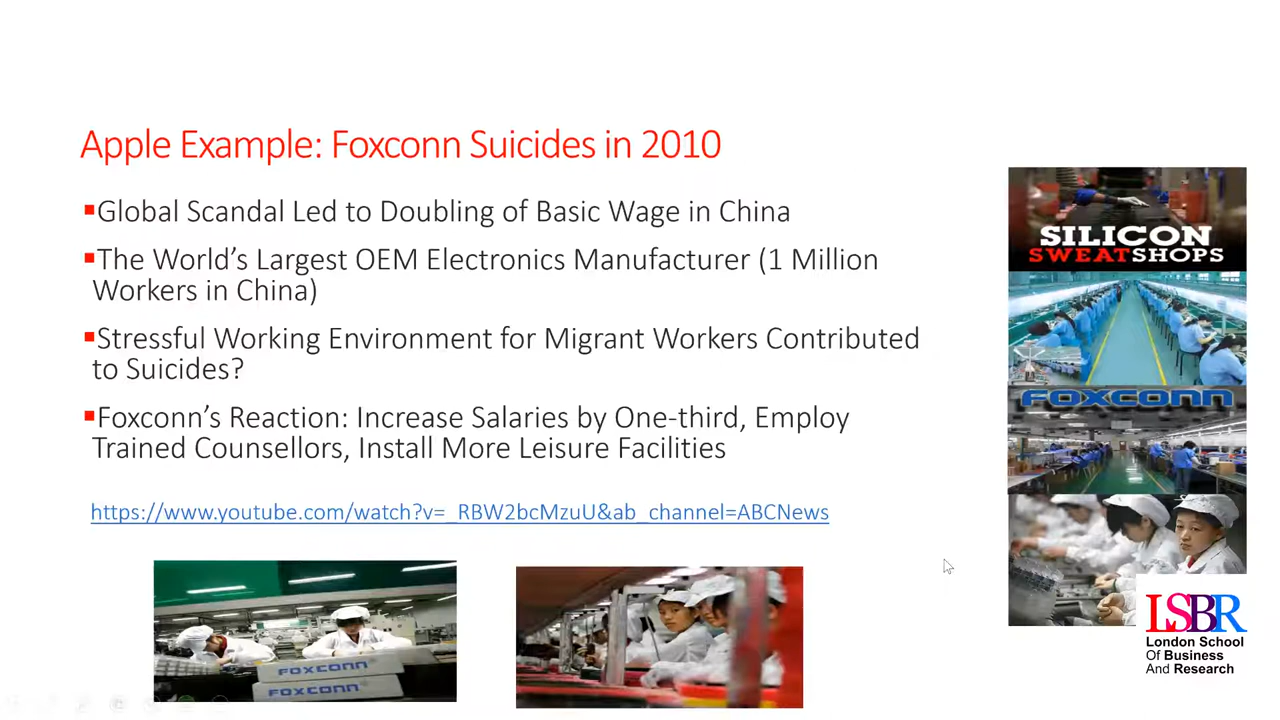 Apple Example: Foxconn Suicides in 2010
▪Global Scandal Led to Doubling of Basic Wage in China
▪The World's Largest OEM Electronics Manufacturer (1 Million
Workers in China)
▪Stressful Working Environment for Migrant Workers Contributed
to Suicides?
▪Foxconn's Reaction: Increase Salaries by One-third, Employ
Trained Counsellors, Install More Leisure Facilities
https://www.youtube.com/watch?v=_RBW2bcMzuU&ab_channel=ABCNews
SILICON
SWEATSHOPS
FOXCONN
FOXCONN
FOXCONN
LSBR
London School
Of Business
And Research